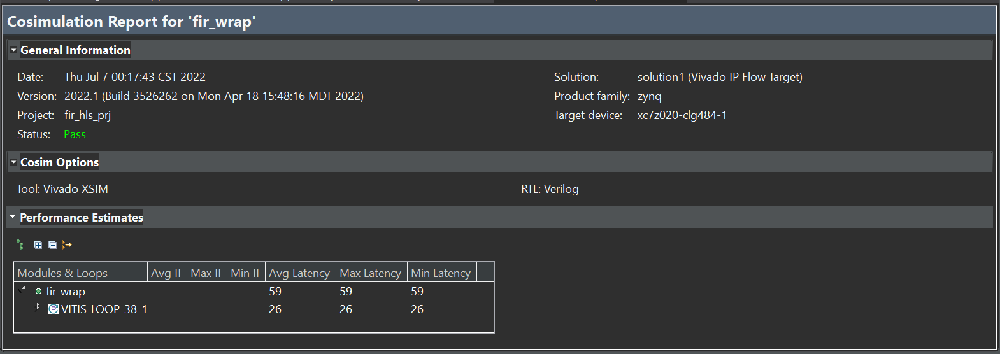 Cosimulation Report for 'fir_wrap'
General Information
Date: Thu Jul 7 00:17:43 CST 2022
Solution: solution1 (Vivado IP Flow Target)
Version: 2022.1 (Build 3526262 on Mon Apr 18 15:48:16 MDT 2022)
Product family: zynq
Project: fir_hls_prj
Target device: xc7z020-clg484-1
Status: Pass
Cosim Options
Tool: Vivado XSIM
RTL: Verilog
Performance Estimates
Modules & Loops Avg II Max II Min II Avg Latency Max Latency Min Latency
fir_wrap 59 59 59
VITIS_LOOP_38_1 26 26 26